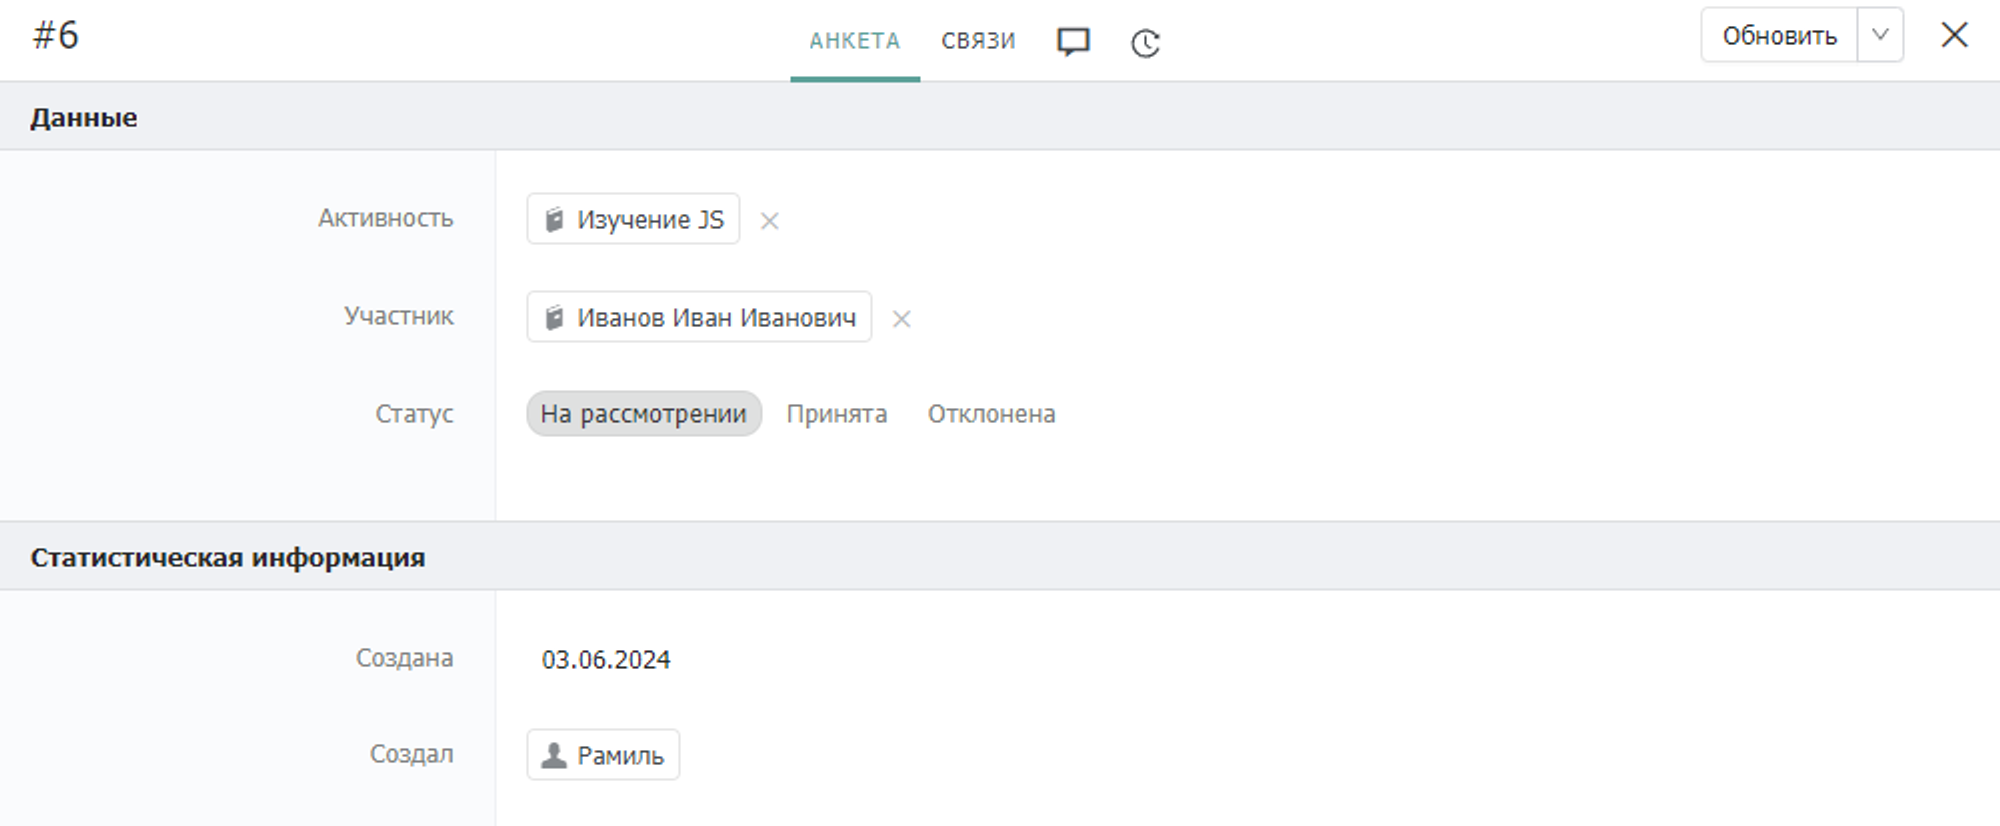 #6
АНКЕТА СВЯЗИ
Обновить
Данные
Активность Изучение JS
Участник Иванов Иван Иванович
Статус На рассмотрении Принята Отклонена
Статистическая информация
Создана 03.06.2024
Создал Рамиль